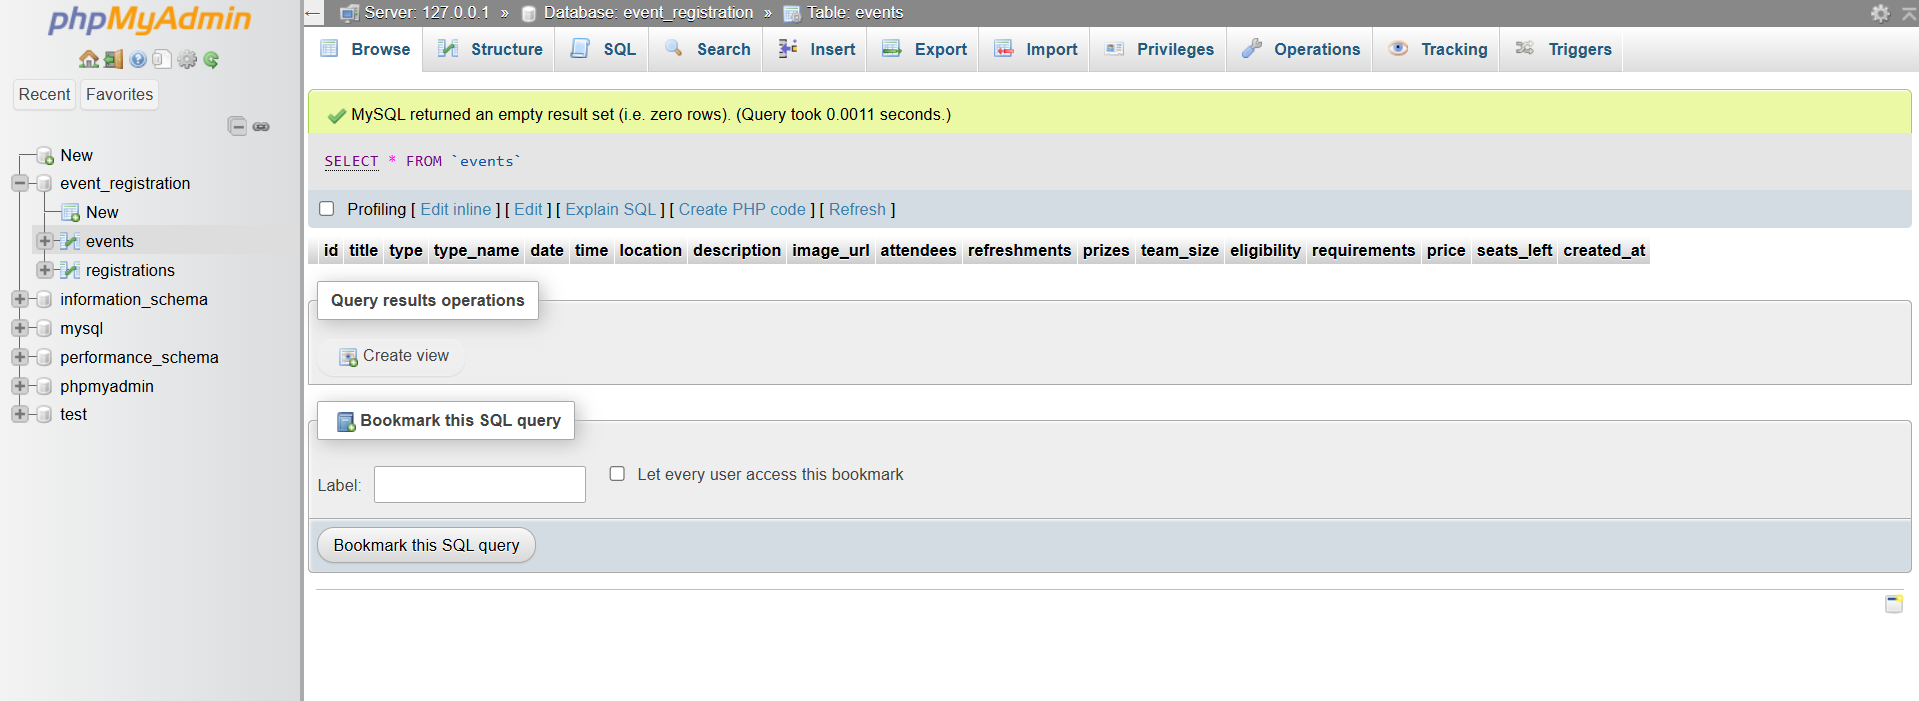 phpMyAdmin
Recent Favorites
New
event_registration
New
events
registrations
information_schema
mysql
performance_schema
phpmyadmin
test
Server: 127.0.0.1 » Database: event_registration » Table: events
Browse Structure SQL Search Insert Export Import Privileges Operations Tracking Triggers
MySQL returned an empty result set (i.e. zero rows). (Query took 0.0011 seconds.)
SELECT * FROM `events`
Profiling [ Edit inline ] [ Edit ] [ Explain SQL ] [ Create PHP code ] [ Refresh ]
id title type type_name date time location description image_url attendees refreshments prizes team_size eligibility requirements price seats_left created_at
Query results operations
Create view
Bookmark this SQL query
Label: Let every user access this bookmark
Bookmark this SQL query